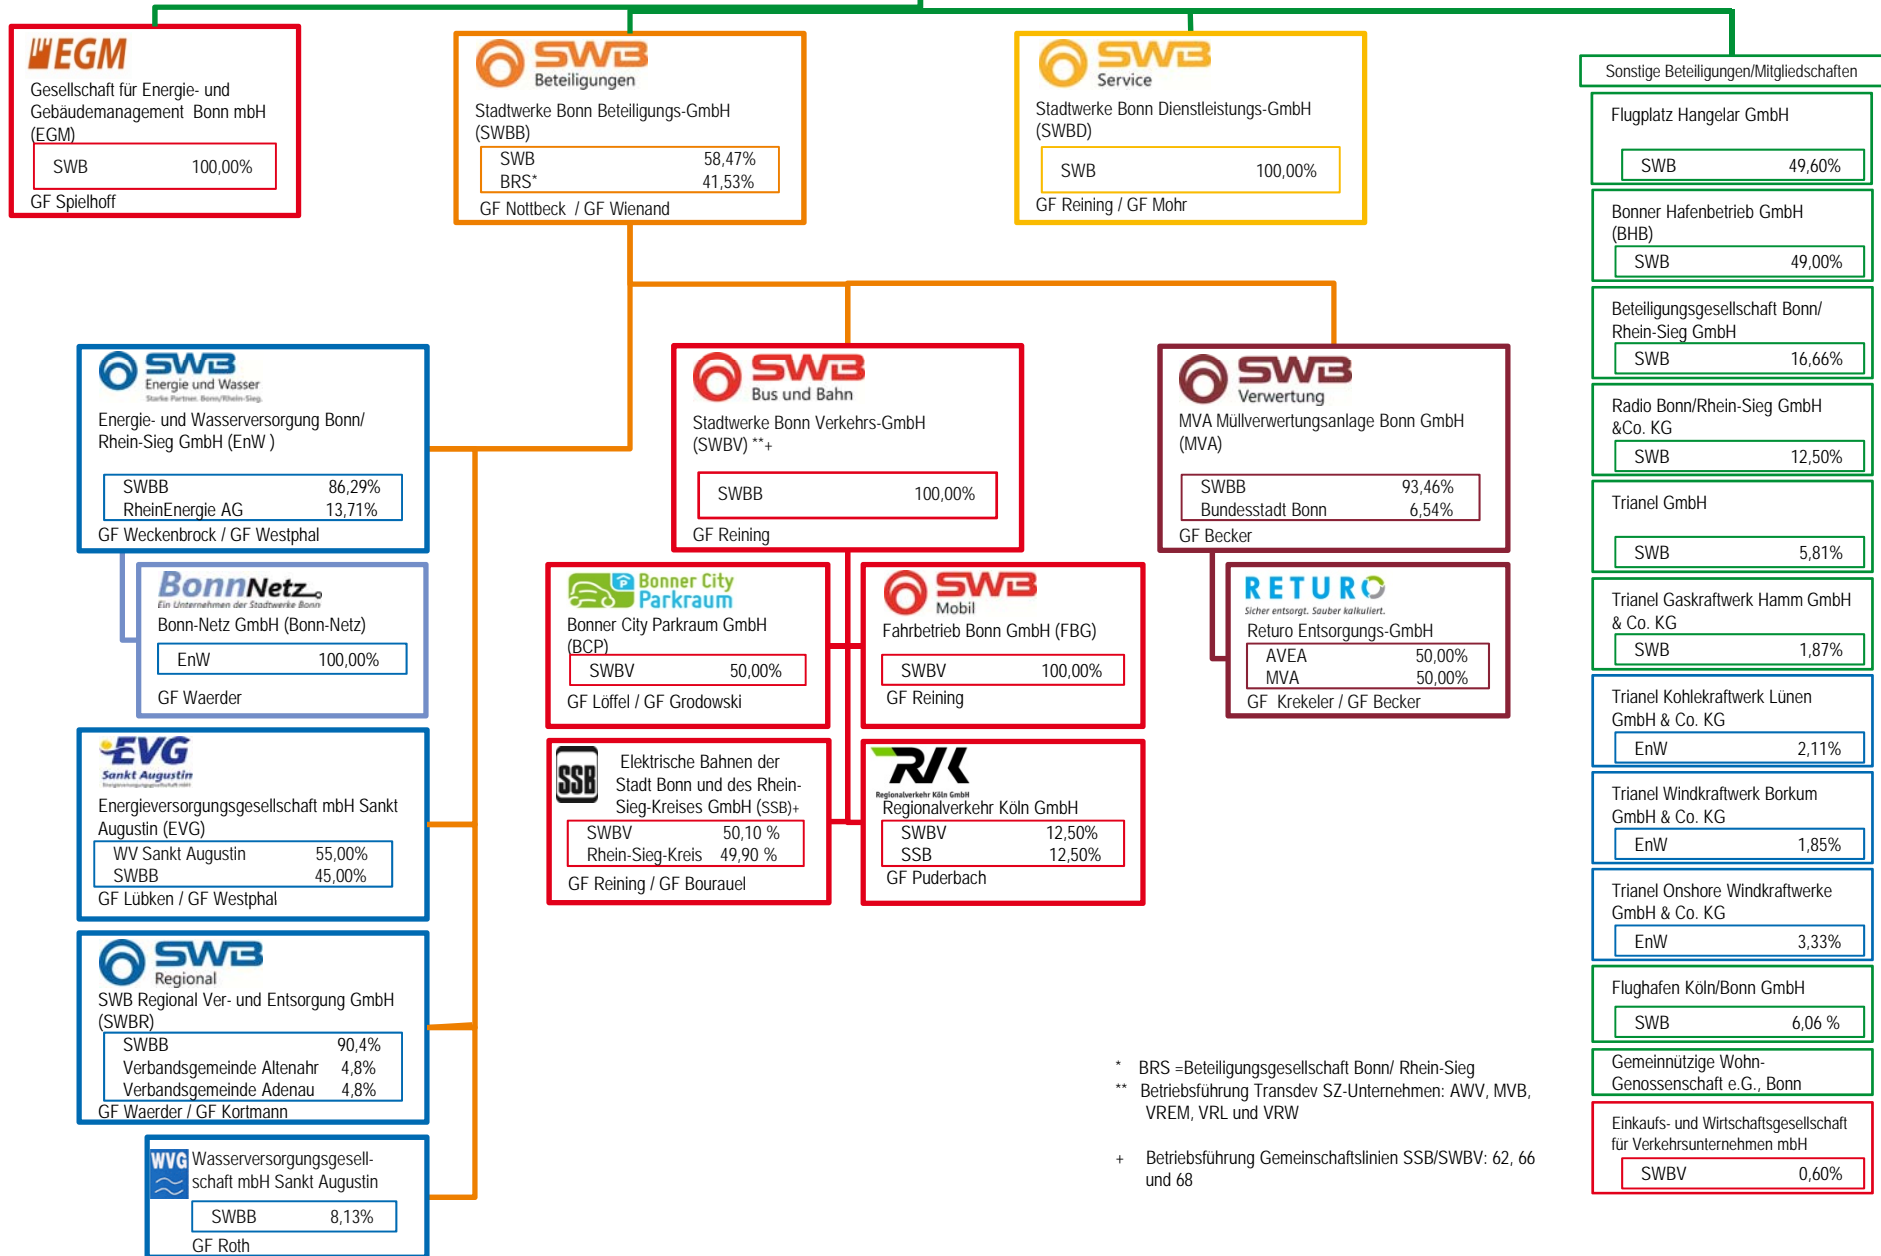 EGM
Gesellschaft für Energie- und
Gebäudemanagement Bonn mbH
(EGM)
SWB 100,00%
GF Spielhoff
SWB
Beteiligungen
Stadtwerke Bonn Beteiligungs-GmbH
(SWBB)
SWB 58,47%
BRS* 41,53%
GF Nottbeck / GF Wienand
SWB
Service
Stadtwerke Bonn Dienstleistungs-GmbH
(SWBD)
SWB 100,00%
GF Reining / GF Mohr
SWB
Energie und Wasser
Starke Partner. Bonn/Rhein-Sieg.
Energie- und Wasserversorgung Bonn/
Rhein-Sieg GmbH (EnW )
SWBB 86,29%
RheinEnergie AG 13,71%
GF Weckenbrock / GF Westphal
BonnNetz
Ein Unternehmen der Stadtwerke Bonn
Bonn-Netz GmbH (Bonn-Netz)
EnW 100,00%
GF Waerder
EVG
Sankt Augustin
Energieversorgungsgesellschaft mbH
Energieversorgungsgesellschaft mbH Sankt
Augustin (EVG)
WV Sankt Augustin 55,00%
SWBB 45,00%
GF Lübken / GF Westphal
SWB
Regional
SWB Regional Ver- und Entsorgung GmbH
(SWBR)
SWBB 90,4%
Verbandsgemeinde Altenahr 4,8%
Verbandsgemeinde Adenau 4,8%
GF Waerder / GF Kortmann
WVG
Wasserversorgungsgesell-
schaft mbH Sankt Augustin
SWBB 8,13%
GF Roth
SWB
Bus und Bahn
Stadtwerke Bonn Verkehrs-GmbH
(SWBV) **+
SWBB 100,00%
GF Reining
P Bonner City
Parkraum
Bonner City Parkraum GmbH
(BCP)
SWBV 50,00%
GF Löffel / GF Grodowski
SWB
Mobil
Fahrbetrieb Bonn GmbH (FBG)
SWBV 100,00%
GF Reining
SSB
Elektrische Bahnen der
Stadt Bonn und des Rhein-
Sieg-Kreises GmbH (SSB)+
SWBV 50,10 %
Rhein-Sieg-Kreis 49,90 %
GF Reining / GF Bourauel
RVK
Regionalverkehr Köln GmbH
Regionalverkehr Köln GmbH
SWBV 12,50%
SSB 12,50%
GF Puderbach
SWB
Verwertung
MVA Müllverwertungsanlage Bonn GmbH
(MVA)
SWBB 93,46%
Bundesstadt Bonn 6,54%
GF Becker
RETURO
Sicher entsorgt. Sauber kalkuliert.
Returo Entsorgungs-GmbH
AVEA 50,00%
MVA 50,00%
GF Krekeler / GF Becker
Sonstige Beteiligungen/Mitgliedschaften
Flugplatz Hangelar GmbH
SWB 49,60%
Bonner Hafenbetrieb GmbH
(BHB)
SWB 49,00%
Beteiligungsgesellschaft Bonn/
Rhein-Sieg GmbH
SWB 16,66%
Radio Bonn/Rhein-Sieg GmbH
&Co. KG
SWB 12,50%
Trianel GmbH
SWB 5,81%
Trianel Gaskraftwerk Hamm GmbH
& Co. KG
SWB 1,87%
Trianel Kohlekraftwerk Lünen
GmbH & Co. KG
EnW 2,11%
Trianel Windkraftwerk Borkum
GmbH & Co. KG
EnW 1,85%
Trianel Onshore Windkraftwerke
GmbH & Co. KG
EnW 3,33%
Flughafen Köln/Bonn GmbH
SWB 6,06 %
Gemeinnützige Wohn-
Genossenschaft e.G., Bonn
Einkaufs- und Wirtschaftsgesellschaft
für Verkehrsunternehmen mbH
SWBV 0,60%
* BRS =Beteiligungsgesellschaft Bonn/ Rhein-Sieg
** Betriebsführung Transdev SZ-Unternehmen: AWV, MVB,
VREM, VRL und VRW
+ Betriebsführung Gemeinschaftslinien SSB/SWBV: 62, 66
und 68